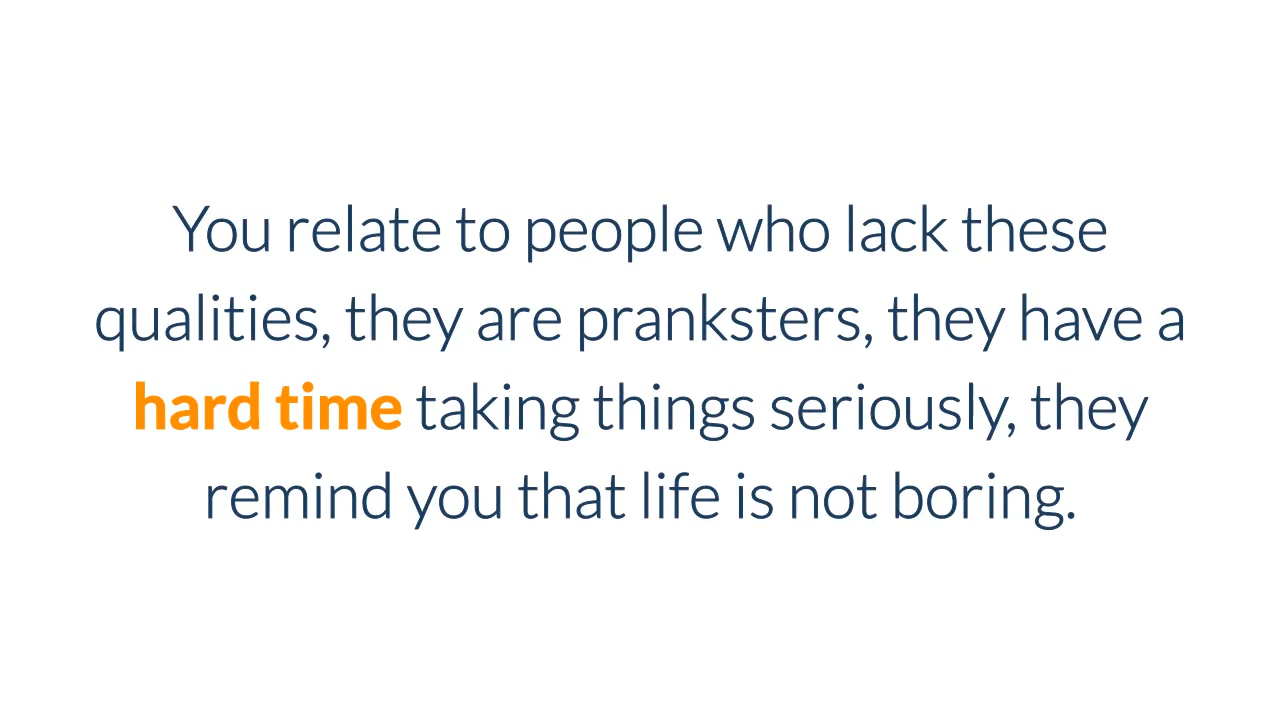 You relate to people who lack these
qualities, they are pranksters, they have a
hard time taking things seriously, they
remind you that life is not boring.